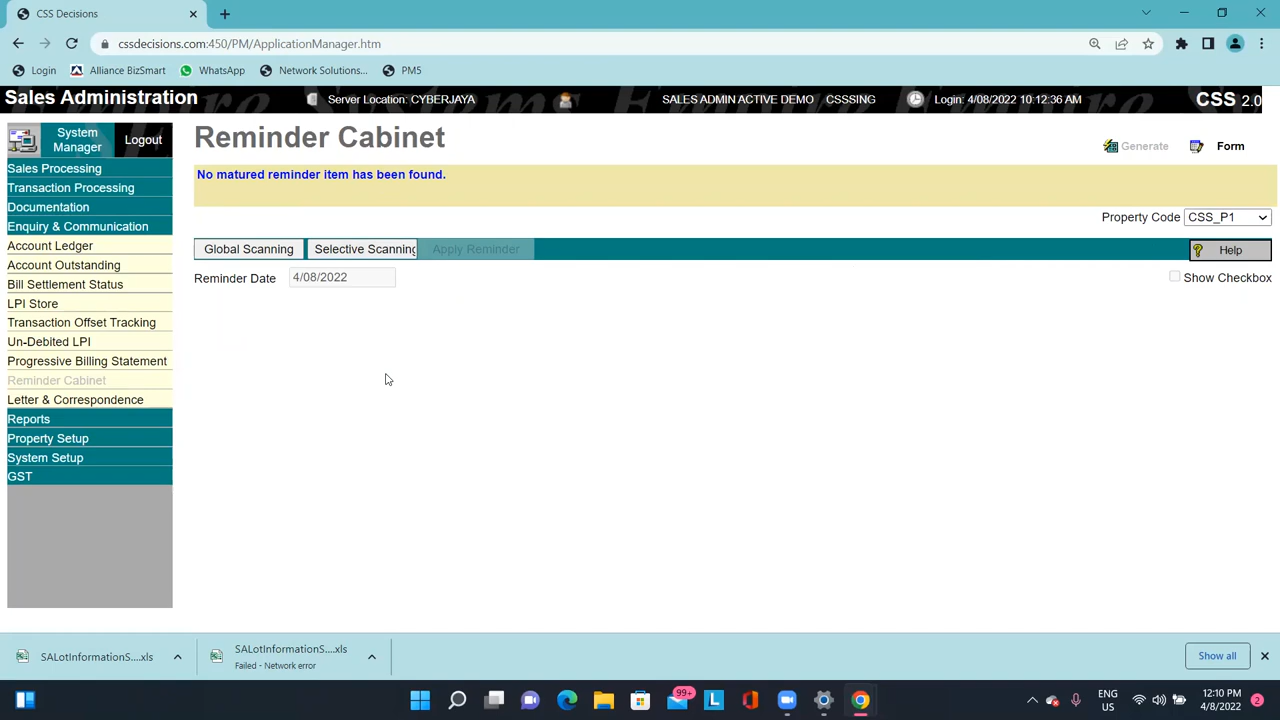 CSS Decisions
cssdecisions.com:450/PM/ApplicationManager.htm
Login
Alliance BizSmart
WhatsApp
Network Solutions...
PM5
Sales Administration
Server Location: CYBERJAYA
SALES ADMIN ACTIVE DEMO
CSSSING
Login: 4/08/2022 10:12:36 AM
CSS 2.0
System
Manager
Logout
Reminder Cabinet
Generate
Form
Sales Processing
Transaction Processing
Documentation
Enquiry & Communication
Account Ledger
Account Outstanding
Bill Settlement Status
LPI Store
Transaction Offset Tracking
Un-Debited LPI
Progressive Billing Statement
Reminder Cabinet
Letter & Correspondence
Reports
Property Setup
System Setup
GST
No matured reminder item has been found.
Property Code
CSS_P1
Global Scanning
Selective Scanning
Apply Reminder
? Help
Reminder Date
4/08/2022
Show Checkbox
SALotInformationS....xls
SALotInformationS....xls
Failed - Network error
Show all
99+
L
ENG
US
12:10 PM
4/8/2022
2